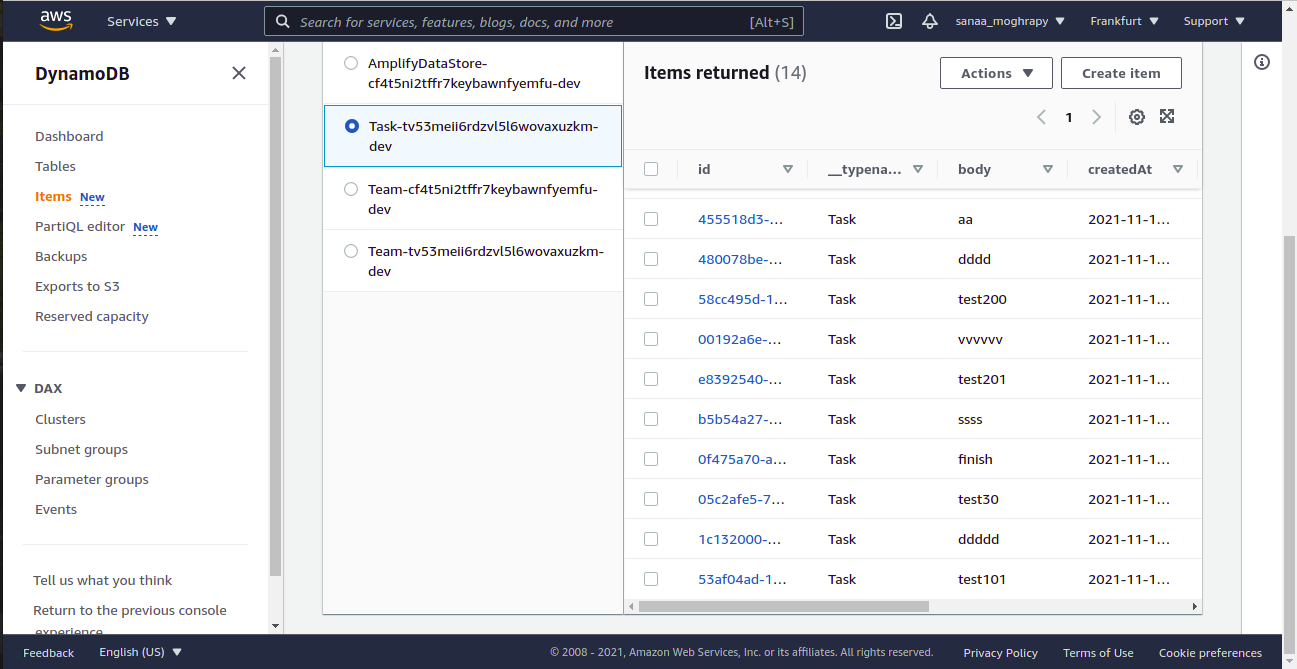 aws
Services
Search for services, features, blogs, docs, and more
[Alt+S]
sanaa_moghrapy
Frankfurt
Support
DynamoDB
Dashboard
Tables
Items New
PartiQL editor New
Backups
Exports to S3
Reserved capacity
DAX
Clusters
Subnet groups
Parameter groups
Events
Tell us what you think
Return to the previous console
experience
AmplifyDataStore-
cf4t5ni2tffr7keybawnfyemfu-dev
Task-tv53meii6rdzvl5l6wovaxuzkm-
dev
Team-cf4t5ni2tffr7keybawnfyemfu-
dev
Team-tv53meii6rdzvl5l6wovaxuzkm-
dev
Items returned (14)
Actions
Create item
1
id __typena... body createdAt
455518d3-... Task aa 2021-11-1...
480078be-... Task dddd 2021-11-1...
58cc495d-1... Task test200 2021-11-1...
00192a6e-... Task vvvvvv 2021-11-1...
e8392540-... Task test201 2021-11-1...
b5b54a27-... Task ssss 2021-11-1...
0f475a70-a... Task finish 2021-11-1...
05c2afe5-7... Task test30 2021-11-1...
1c132000-... Task ddddd 2021-11-1...
53af04ad-1... Task test101 2021-11-1...
Feedback
English (US)
© 2008 - 2021, Amazon Web Services, Inc. or its affiliates. All rights reserved.
Privacy Policy
Terms of Use
Cookie preferences